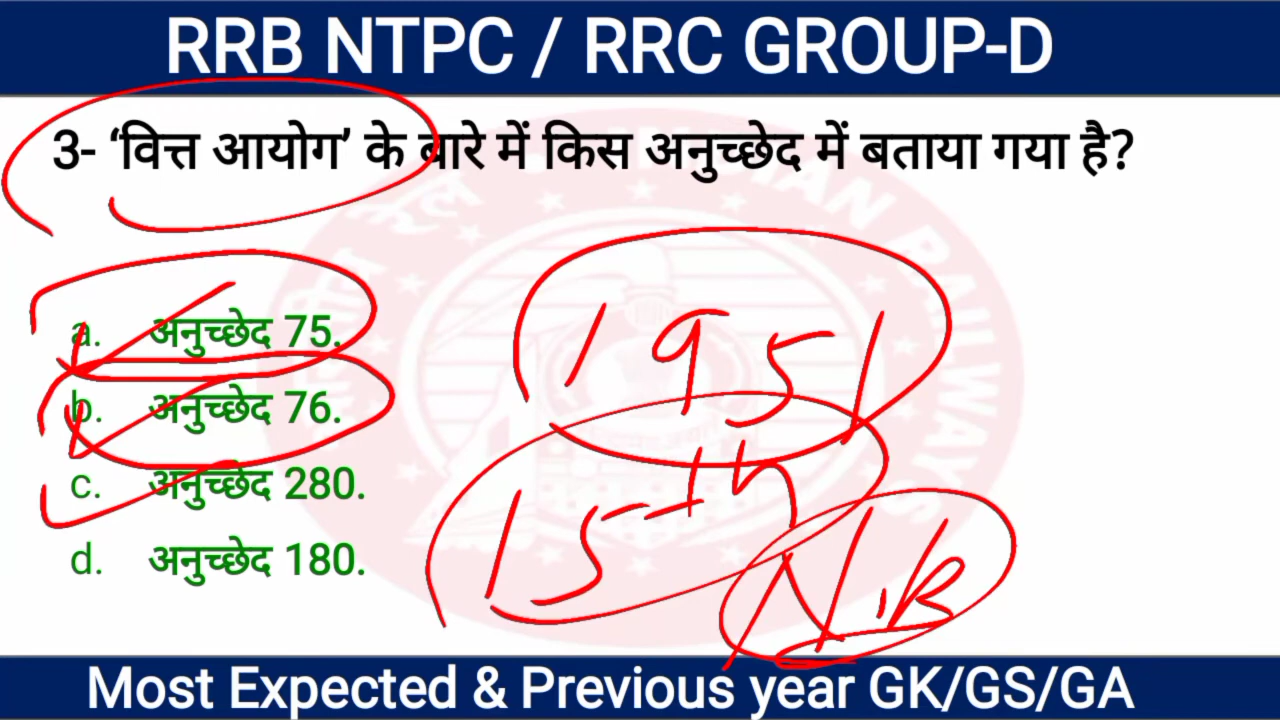 RRB NTPC / RRC GROUP-D
3- ‘वित्त आयोग’ के बारे में किस अनुच्छेद में बताया गया है?
a. अनुच्छेद 75.
b. अनुच्छेद 76.
c. अनुच्छेद 280.
d. अनुच्छेद 180.
1951
15th
N.K
Most Expected & Previous year GK/GS/GA